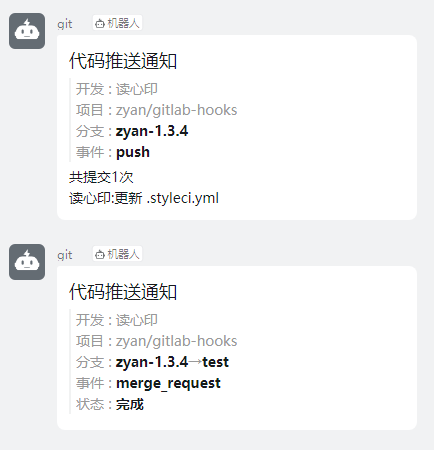 git 机器人
代码推送通知
开发 : 读心印
项目 : zyan/gitlab-hooks
分支 : zyan-1.3.4
事件 : push
共提交1次
读心印:更新 .styleci.yml
git 机器人
代码推送通知
开发 : 读心印
项目 : zyan/gitlab-hooks
分支 : zyan-1.3.4→test
事件 : merge_request
状态 : 完成